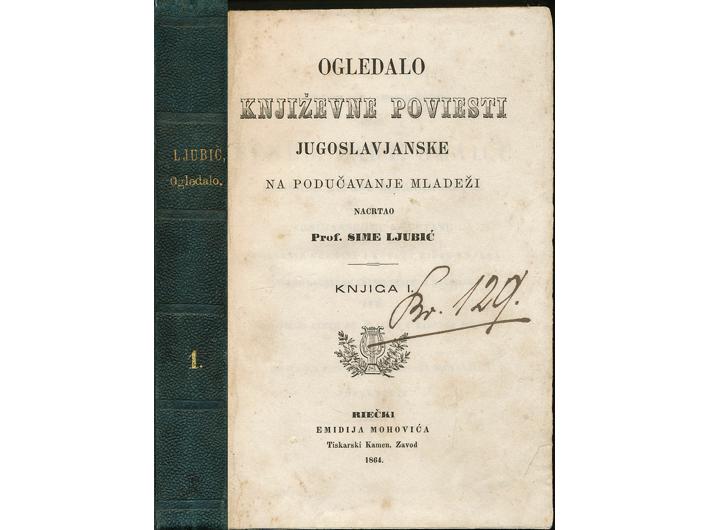 LJUBIĆ,
Ogledalo.
1.
OGLEDALO
KNJIŽEVNE POVIESTI
JUGOSLAVJANSKE
NA PODUČAVANJE MLADEŽI
NACRTAO
Prof. SIME LJUBIĆ
KNJIGA I.
Br. 129.
RIEČKI
EMIDIJA MOHOVIĆA
Tiskarski Kamen. Zavod
1864.